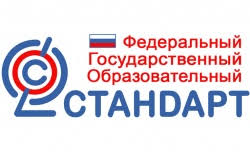 Федеральный
Государственный
Образовательный
СТАНДАРТ